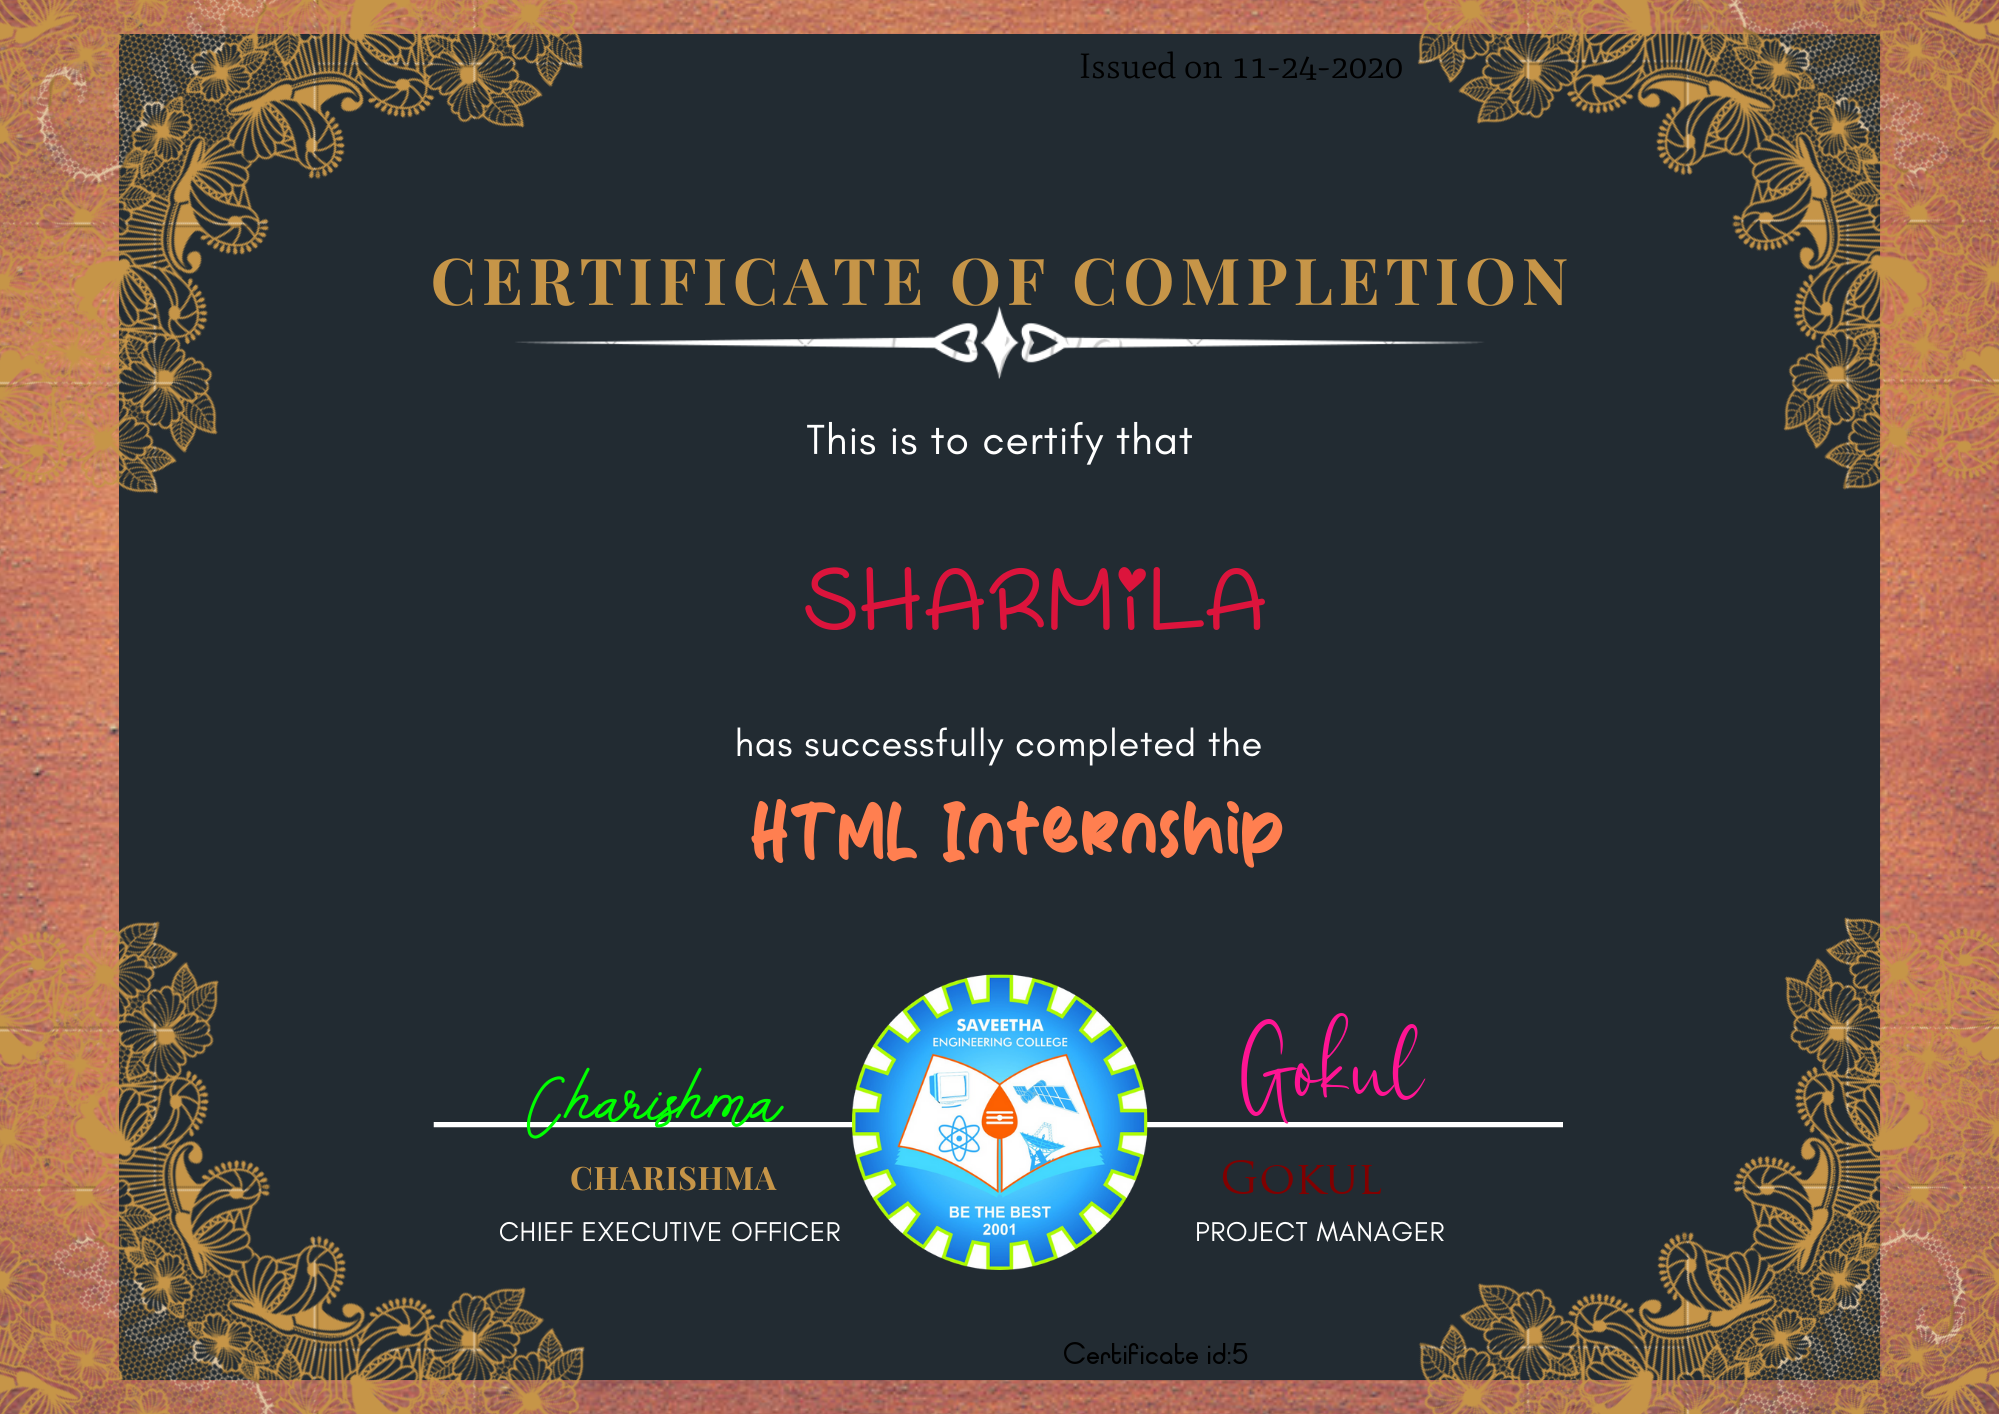 Issued on 11-24-2020
CERTIFICATE OF COMPLETION
This is to certify that
SHARMiLA
has successfully completed the
HTML Internship
SAVEETHA
ENGINEERING COLLEGE
BE THE BEST
2001
Charishma
CHARISHMA
CHIEF EXECUTIVE OFFICER
Gokul
GOKUL
PROJECT MANAGER
Certificate id:5